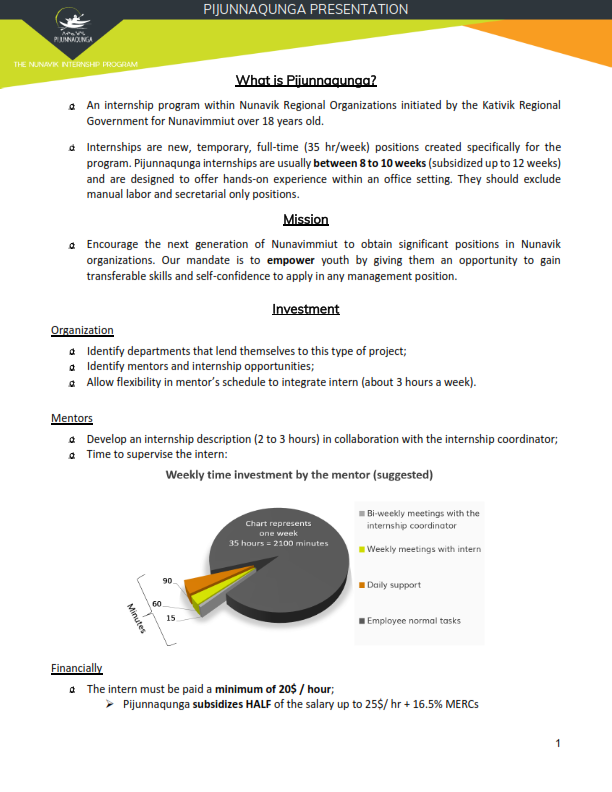 PIJUNNAQUNGA PRESENTATION
PIJUNNAQUNGA
THE NUNAVIK INTERNSHIP PROGRAM
What is Pijunnaqunga?
An internship program within Nunavik Regional Organizations initiated by the Kativik Regional
Government for Nunavimmiut over 18 years old.
Internships are new, temporary, full-time (35 hr/week) positions created specifically for the
program. Pijunnaqunga internships are usually between 8 to 10 weeks (subsidized up to 12 weeks)
and are designed to offer hands-on experience within an office setting. They should exclude
manual labor and secretarial only positions.
Mission
Encourage the next generation of Nunavimmiut to obtain significant positions in Nunavik
organizations. Our mandate is to empower youth by giving them an opportunity to gain
transferable skills and self-confidence to apply in any management position.
Investment
Organization
Identify departments that lend themselves to this type of project;
Identify mentors and internship opportunities;
Allow flexibility in mentor's schedule to integrate intern (about 3 hours a week).
Mentors
Develop an internship description (2 to 3 hours) in collaboration with the internship coordinator;
Time to supervise the intern:
Weekly time investment by the mentor (suggested)
Chart represents
one week
35 hours = 2100 minutes
90
60
15
Minutes
Bi-weekly meetings with the
internship coordinator
Weekly meetings with intern
Daily support
Employee normal tasks
Financially
The intern must be paid a minimum of 20$ / hour;
Pijunnaqunga subsidizes HALF of the salary up to 25$/ hr + 16.5% MERCs
1